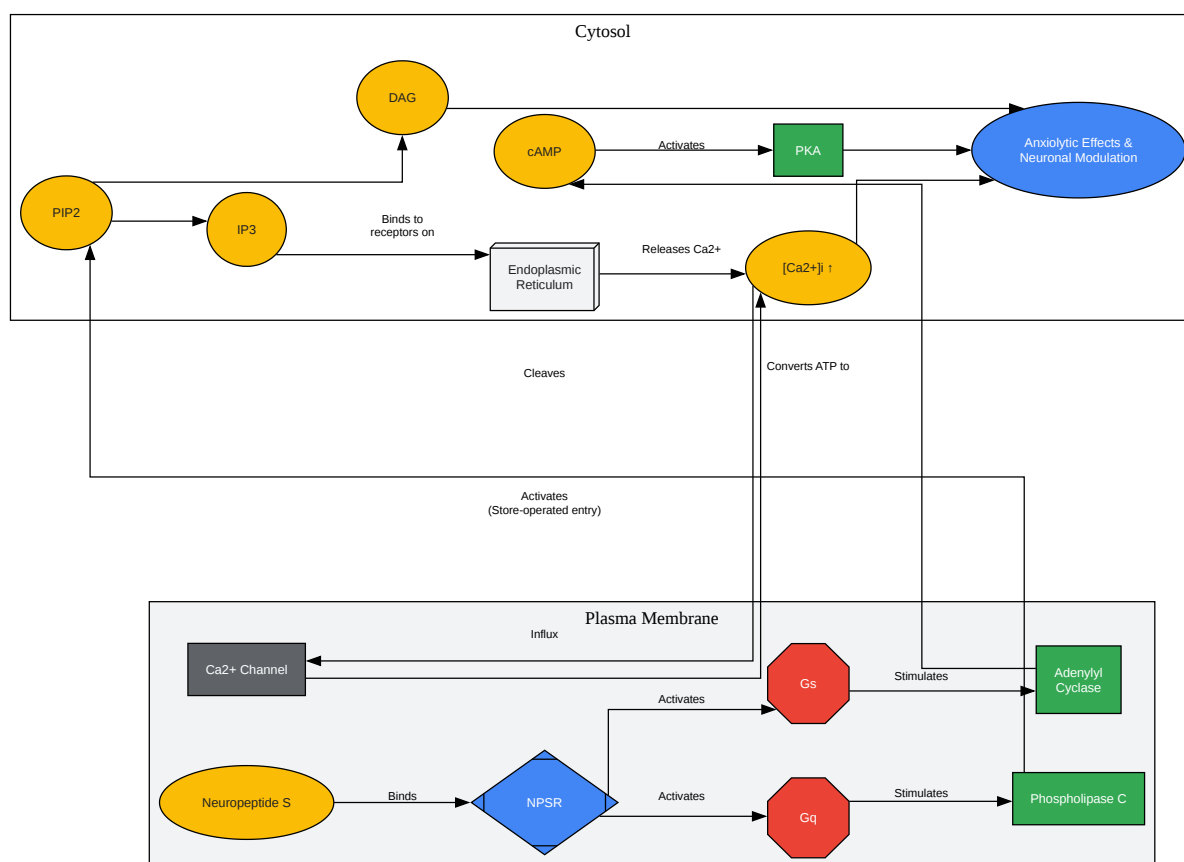 Cytosol
DAG
cAMP
Activates
PKA
Anxiolytic Effects &
Neuronal Modulation
PIP2
IP3
Binds to
receptors on
Endoplasmic
Reticulum
Releases Ca2+
[Ca2+]i ↑
Cleaves
Converts ATP to
Activates
(Store-operated entry)
Plasma Membrane
Influx
Ca2+ Channel
Gs
Stimulates
Adenylyl
Cyclase
Activates
Neuropeptide S
Binds
NPSR
Activates
Gq
Stimulates
Phospholipase C